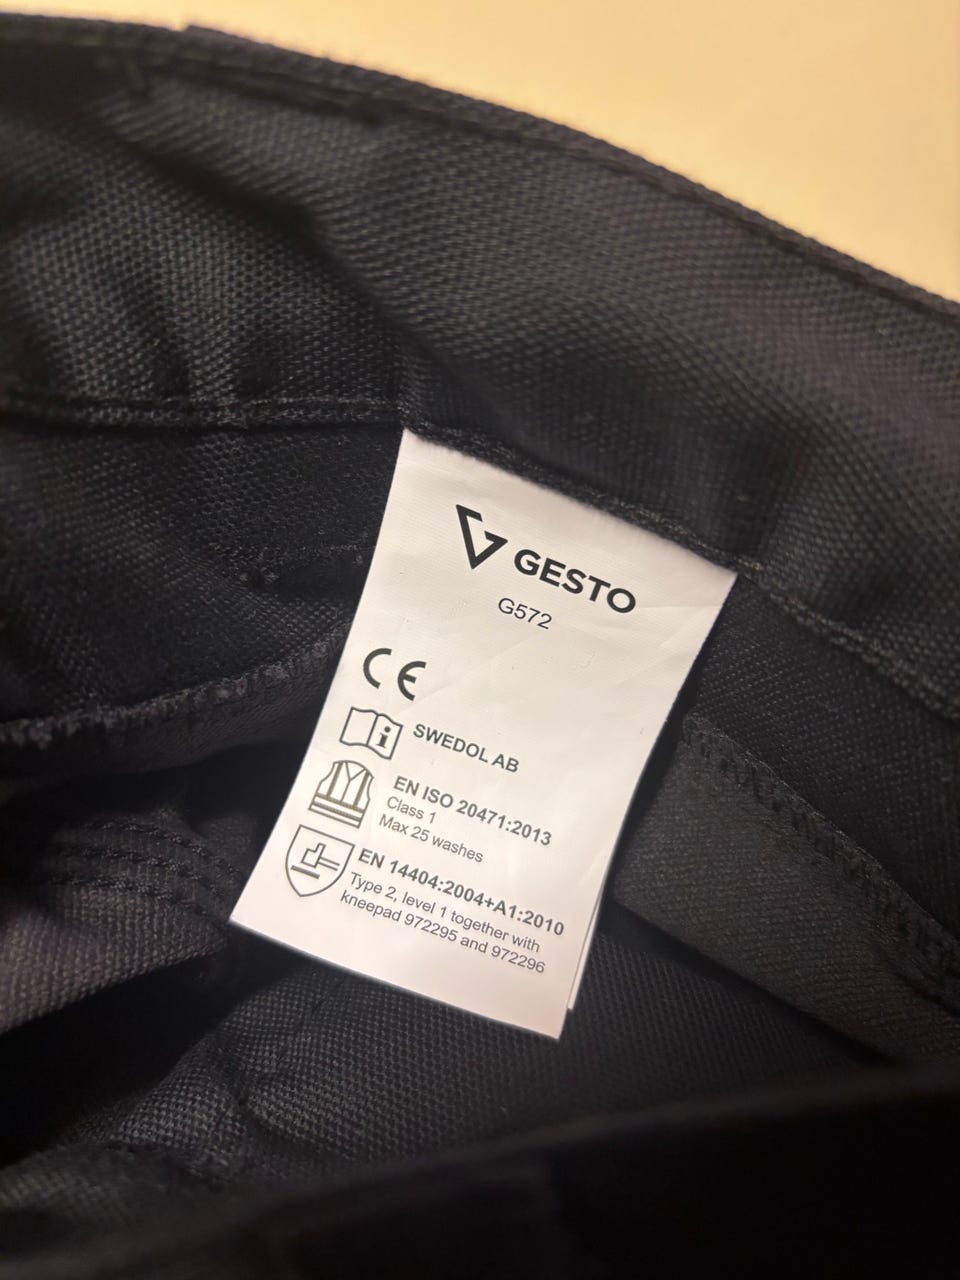 GESTO
G572
CE
SWEDOL AB
EN ISO 20471:2013
Class 1
Max 25 washes
EN 14404:2004+A1:2010
Type 2, level 1 together with
kneepad 972295 and 972296